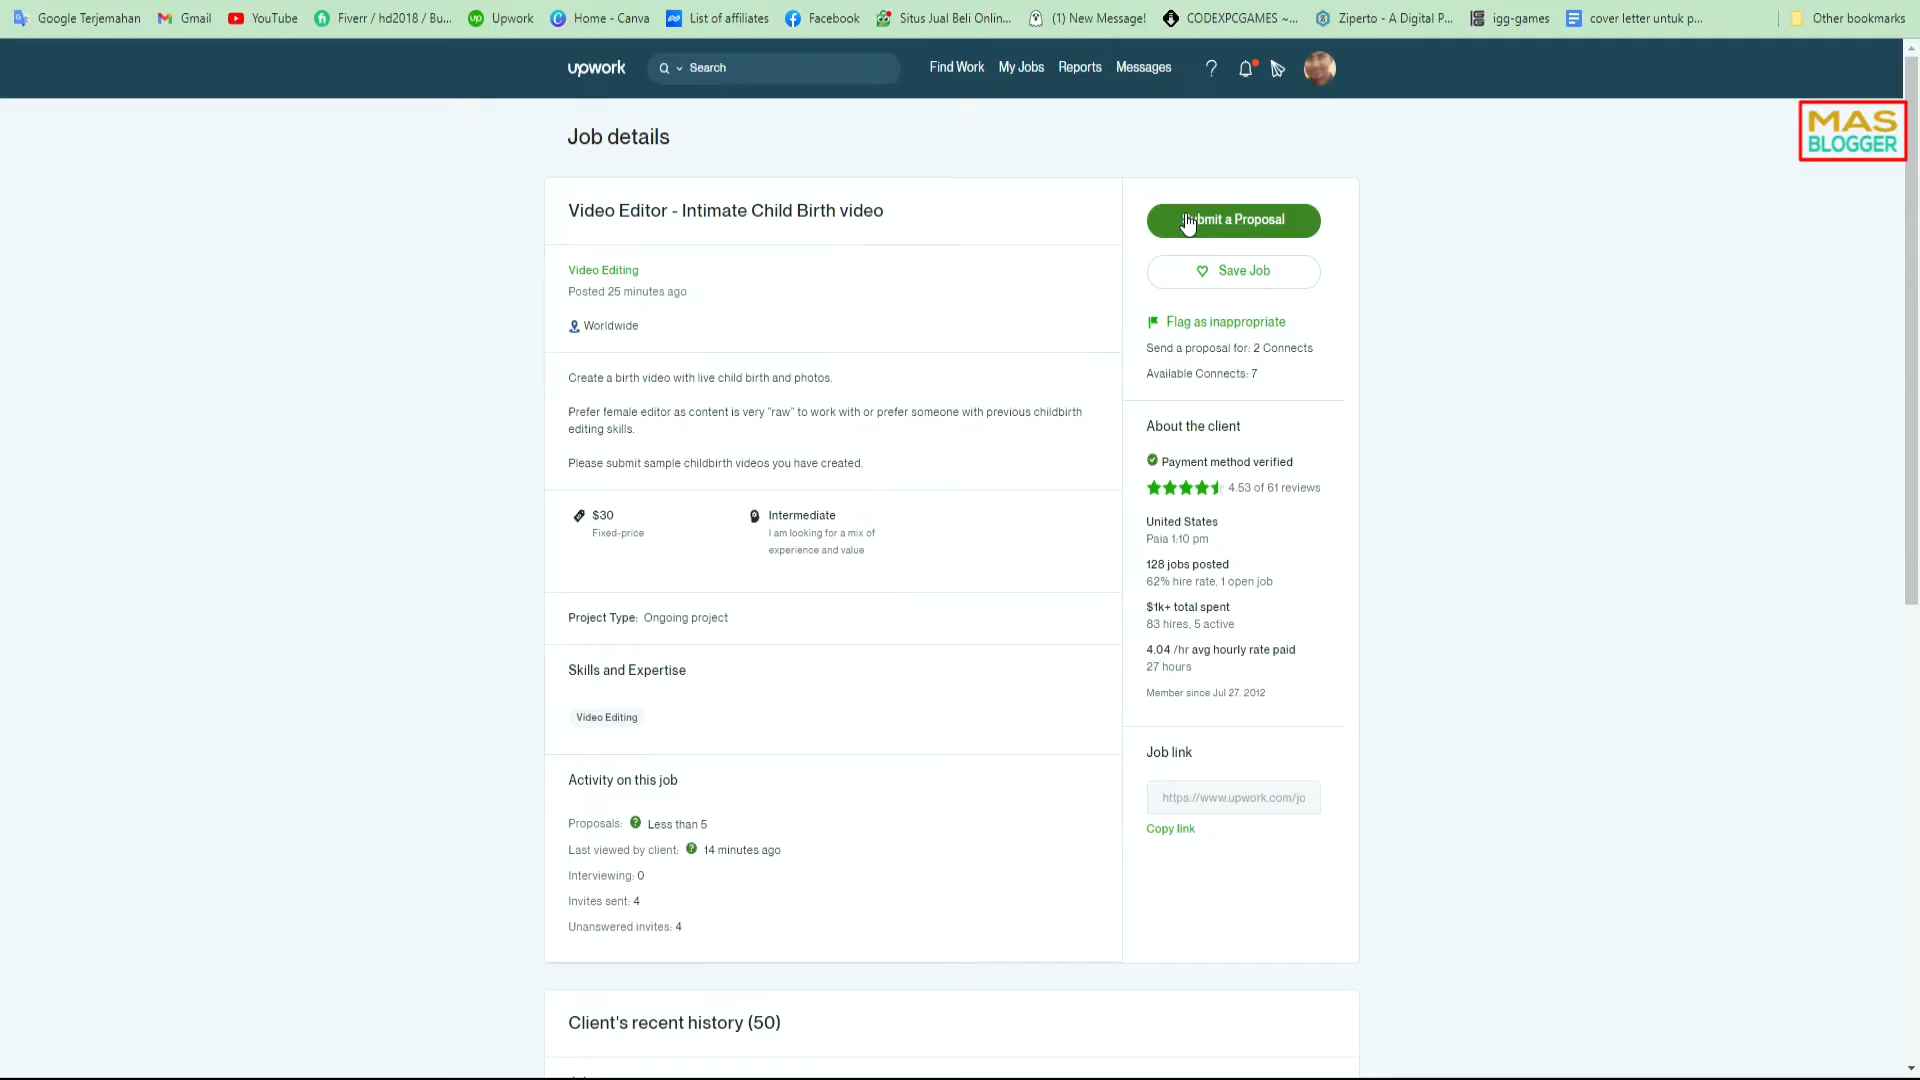 Google Terjemahan
Gmail
YouTube
Fiverr / hd2018 / Bu...
Upwork
Home - Canva
List of affiliates
Facebook
Situs Jual Beli Onlin...
(1) New Message!
CODEXPCGAMES ~...
Ziperto - A Digital P...
igg-games
cover letter untuk p...
Other bookmarks
upwork
Search
Find Work
My Jobs
Reports
Messages
MAS
BLOGGER
Job details
Video Editor - Intimate Child Birth video
Video Editing
Posted 25 minutes ago
Worldwide
Create a birth video with live child birth and photos.
Prefer female editor as content is very "raw" to work with or prefer someone with previous childbirth
editing skills.
Please submit sample childbirth videos you have created.
$30
Fixed-price
Intermediate
I am looking for a mix of
experience and value
Project Type: Ongoing project
Skills and Expertise
Video Editing
Activity on this job
Proposals: Less than 5
Last viewed by client: 14 minutes ago
Interviewing: 0
Invites sent: 4
Unanswered invites: 4
Submit a Proposal
Save Job
Flag as inappropriate
Send a proposal for: 2 Connects
Available Connects: 7
About the client
Payment method verified
4.53 of 61 reviews
United States
Paia 1:10 pm
128 jobs posted
62% hire rate, 1 open job
$1k+ total spent
83 hires, 5 active
4.04 /hr avg hourly rate paid
27 hours
Member since Jul 27, 2012
Job link
https://www.upwork.com/jo
Copy link
Client's recent history (50)